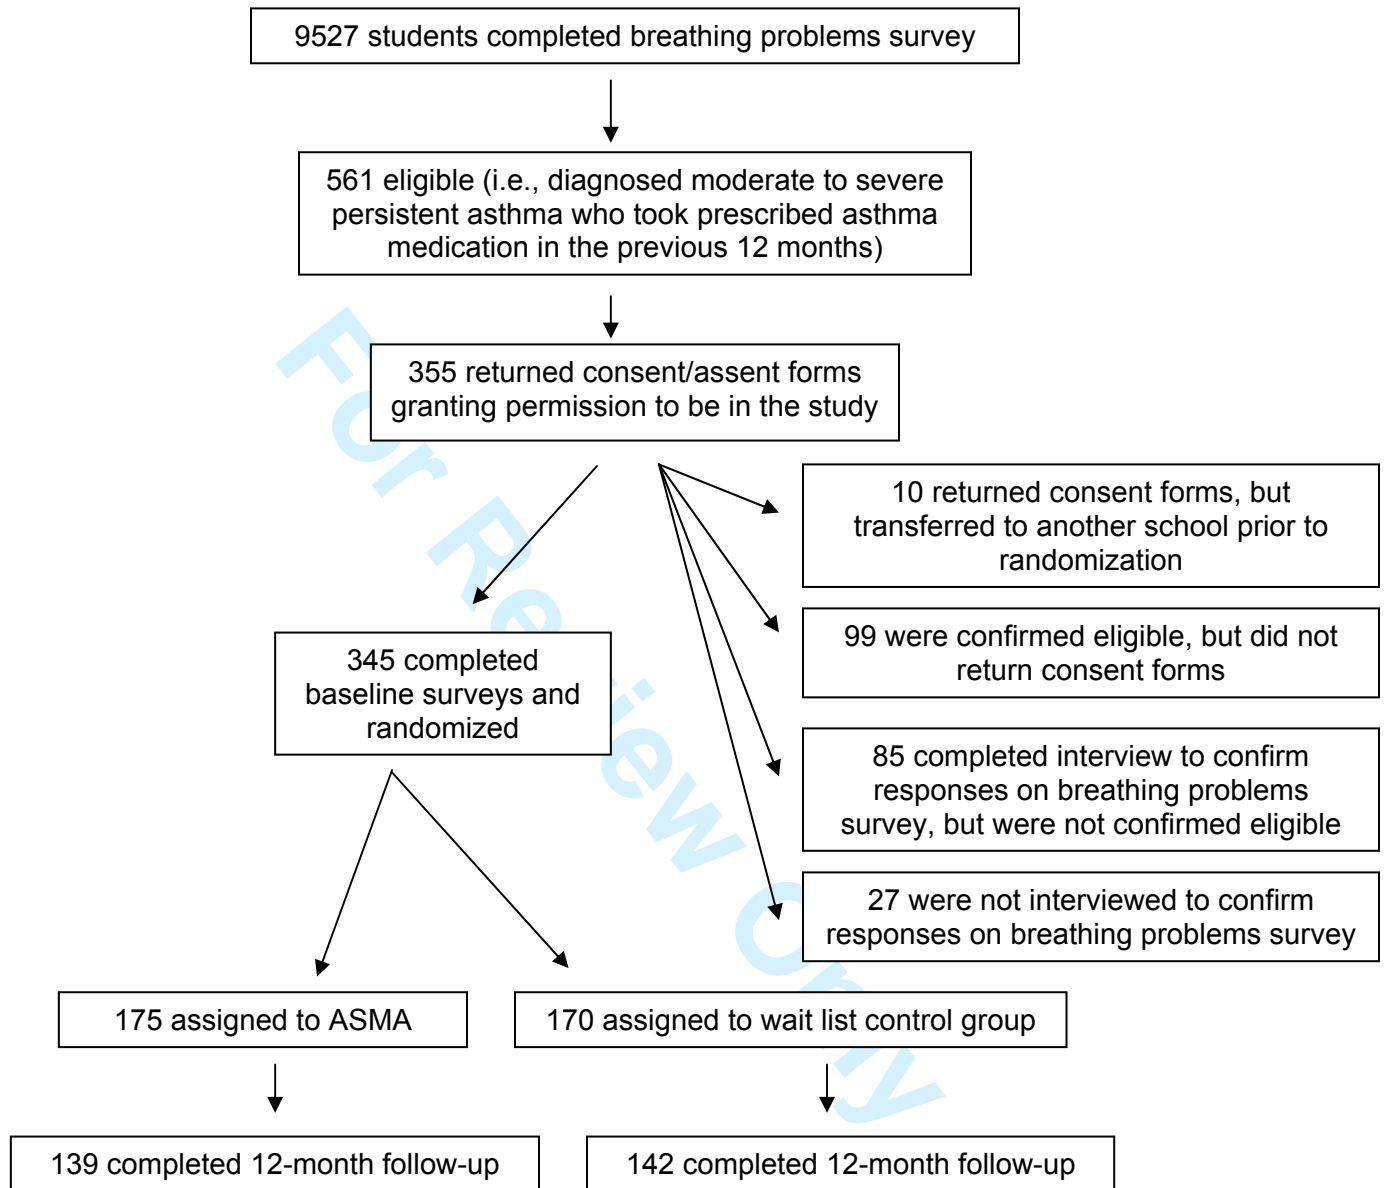 9527 students completed breathing problems survey
561 eligible (i.e., diagnosed moderate to severe
persistent asthma who took prescribed asthma
medication in the previous 12 months)
355 returned consent/assent forms
granting permission to be in the study
10 returned consent forms, but
transferred to another school prior to
randomization
99 were confirmed eligible, but did not
return consent forms
345 completed
baseline surveys and
randomized
85 completed interview to confirm
responses on breathing problems
survey, but were not confirmed eligible
27 were not interviewed to confirm
responses on breathing problems survey
175 assigned to ASMA
170 assigned to wait list control group
139 completed 12-month follow-up
142 completed 12-month follow-up
For Review Only